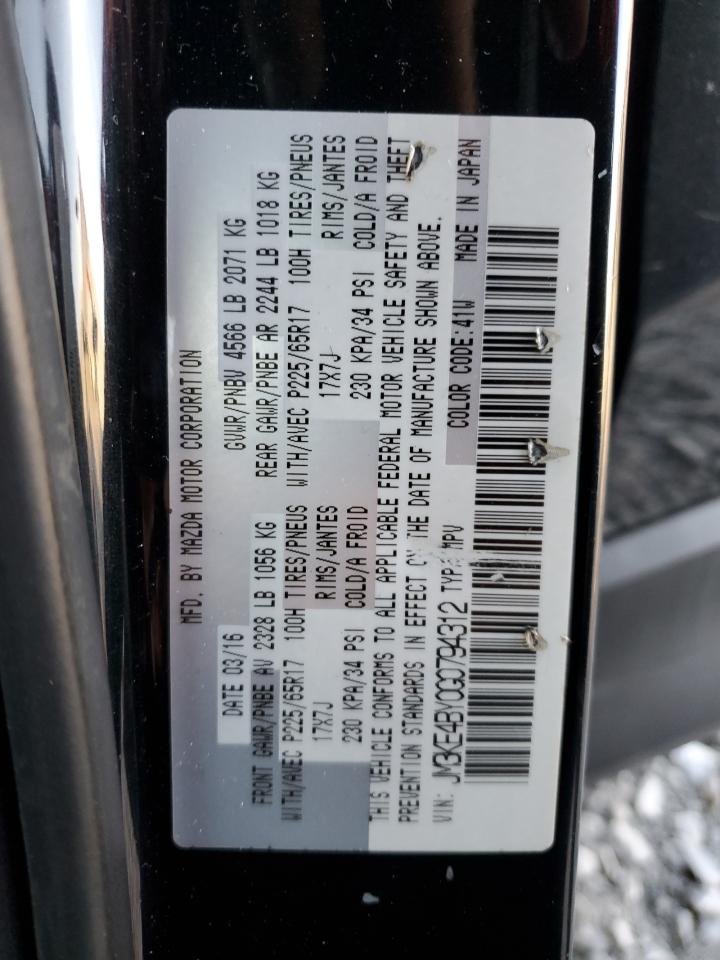 MFD. BY MAZDA MOTOR CORPORATION
DATE 03/16 GVWR/PNBV 4566 LB 2071 KG
FRONT GAWR/PNBE AV 2328 LB 1056 KG REAR GAWR/PNBE AR 2244 LB 1018 KG
WITH/AVEC P225/65R17 100H TIRES/PNEUS WITH/AVEC P225/65R17 100H TIRES/PNEUS
17X7J RIMS/JANTES 17X7J RIMS/JANTES
230 KPA/34 PSI COLD/A FROID 230 KPA/34 PSI COLD/A FROID
THIS VEHICLE CONFORMS TO ALL APPLICABLE FEDERAL MOTOR VEHICLE SAFETY AND THEFT
PREVENTION STANDARDS IN EFFECT ON THE DATE OF MANUFACTURE SHOWN ABOVE.
VIN: JM3KE4BY0G0794312 TYPE:MPV COLOR CODE:41W MADE IN JAPAN